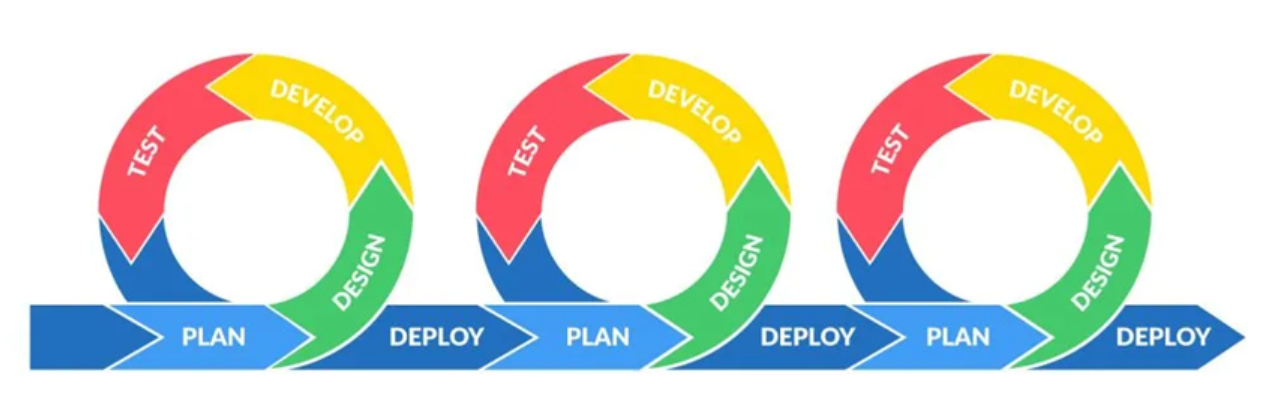 DEVELOP
TEST
DESIGN
PLAN
DEPLOY
DEVELOP
TEST
DESIGN
PLAN
DEPLOY
DEVELOP
TEST
DESIGN
PLAN
DEPLOY